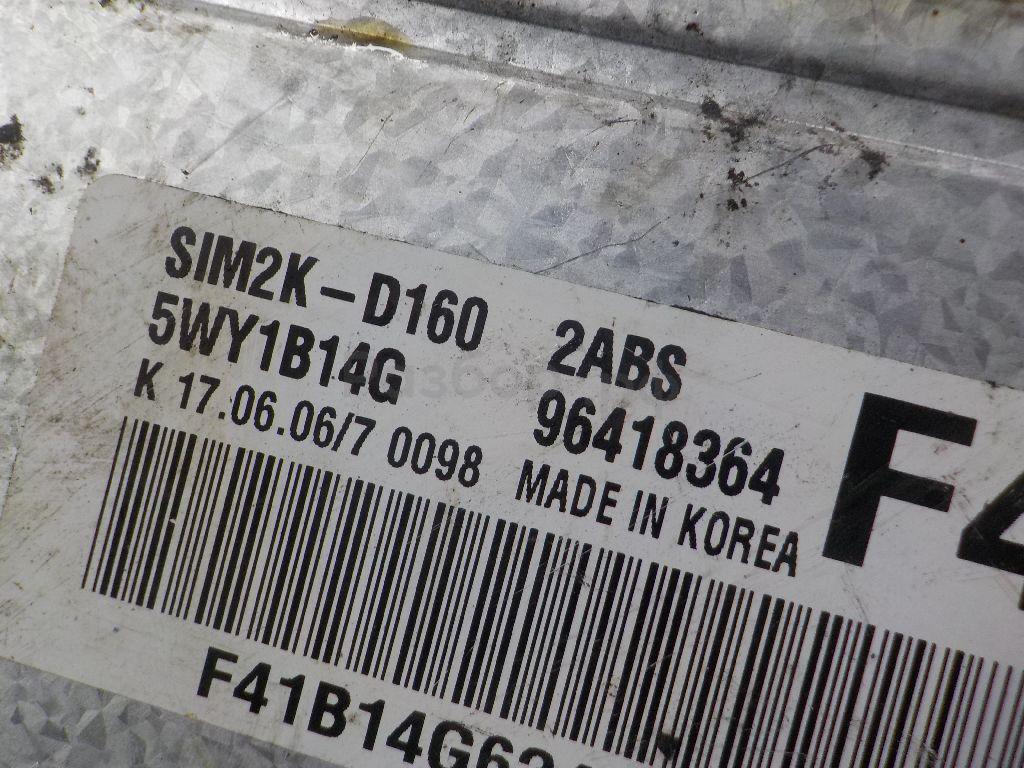 SIM2K-D160 2ABS
5WY1B14G 96418364
K 17.06.06/7 0098 MADE IN KOREA
F4
F41B14G6